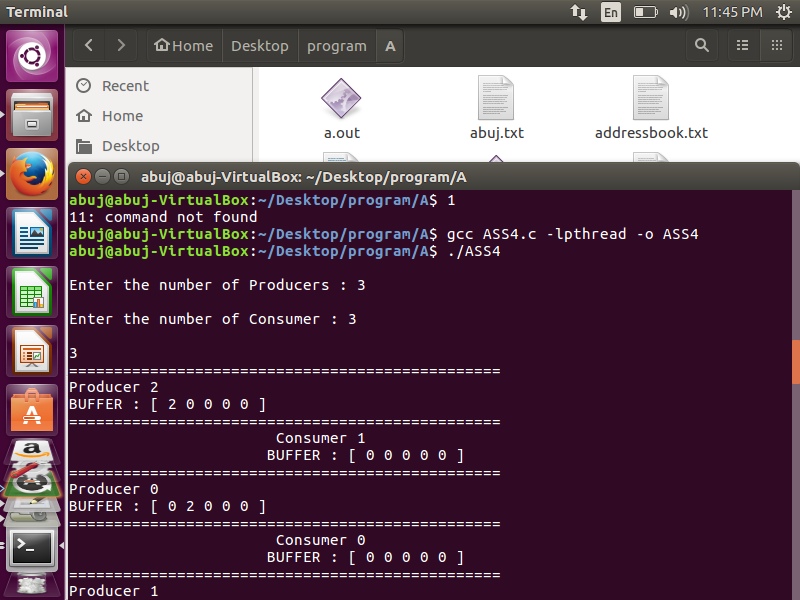 Terminal
En
11:45 PM
Home
Desktop
program
A
Recent
Home
Desktop
a.out
abuj.txt
addressbook.txt
abuj@abuj-VirtualBox: ~/Desktop/program/A
abuj@abuj-VirtualBox:~/Desktop/program/A$ 1
11: command not found
abuj@abuj-VirtualBox:~/Desktop/program/A$ gcc ASS4.c -lpthread -o ASS4
abuj@abuj-VirtualBox:~/Desktop/program/A$ ./ASS4
Enter the number of Producers : 3
Enter the number of Consumer : 3
3
================================================
Producer 2
BUFFER : [ 2 0 0 0 0 ]
================================================
Consumer 1
BUFFER : [ 0 0 0 0 0 ]
================================================
Producer 0
BUFFER : [ 0 2 0 0 0 ]
================================================
Consumer 0
BUFFER : [ 0 0 0 0 0 ]
================================================
Producer 1